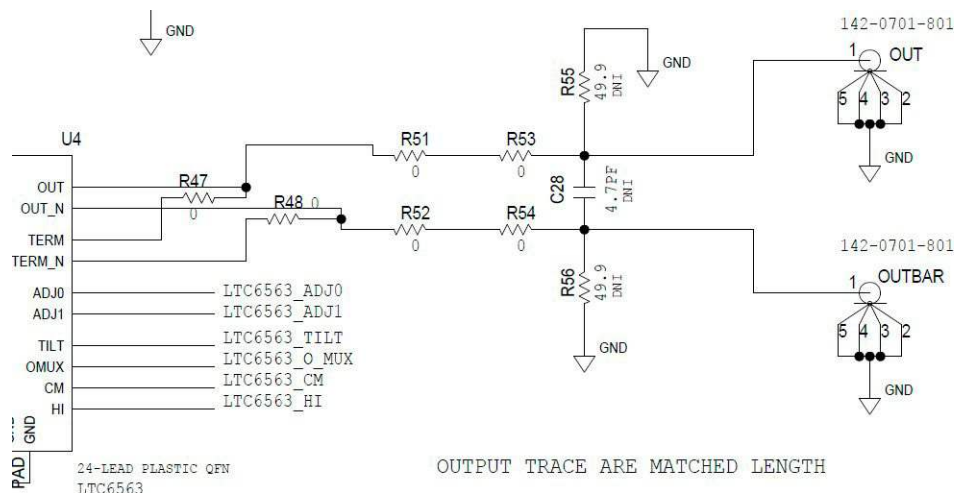 142-0701-801
GND
GND
R55
49.9
DNI
1
OUT
5 4 3 2
GND
U4
R51
0
R53
0
C28
4.7PF
DNI
OUT
R47
0
OUT_N
R48
0
R52
0
R54
0
TERM
TERM_N
142-0701-801
1
OUTBAR
R56
49.9
DNI
5 4 3 2
GND
GND
ADJ0
LTC6563_ADJ0
ADJ1
LTC6563_ADJ1
TILT
LTC6563_TILT
OMUX
LTC6563_O_MUX
CM
LTC6563_CM
HI
LTC6563_HI
GND
PAD
24-LEAD PLASTIC QFN
LTC6563
OUTPUT TRACE ARE MATCHED LENGTH